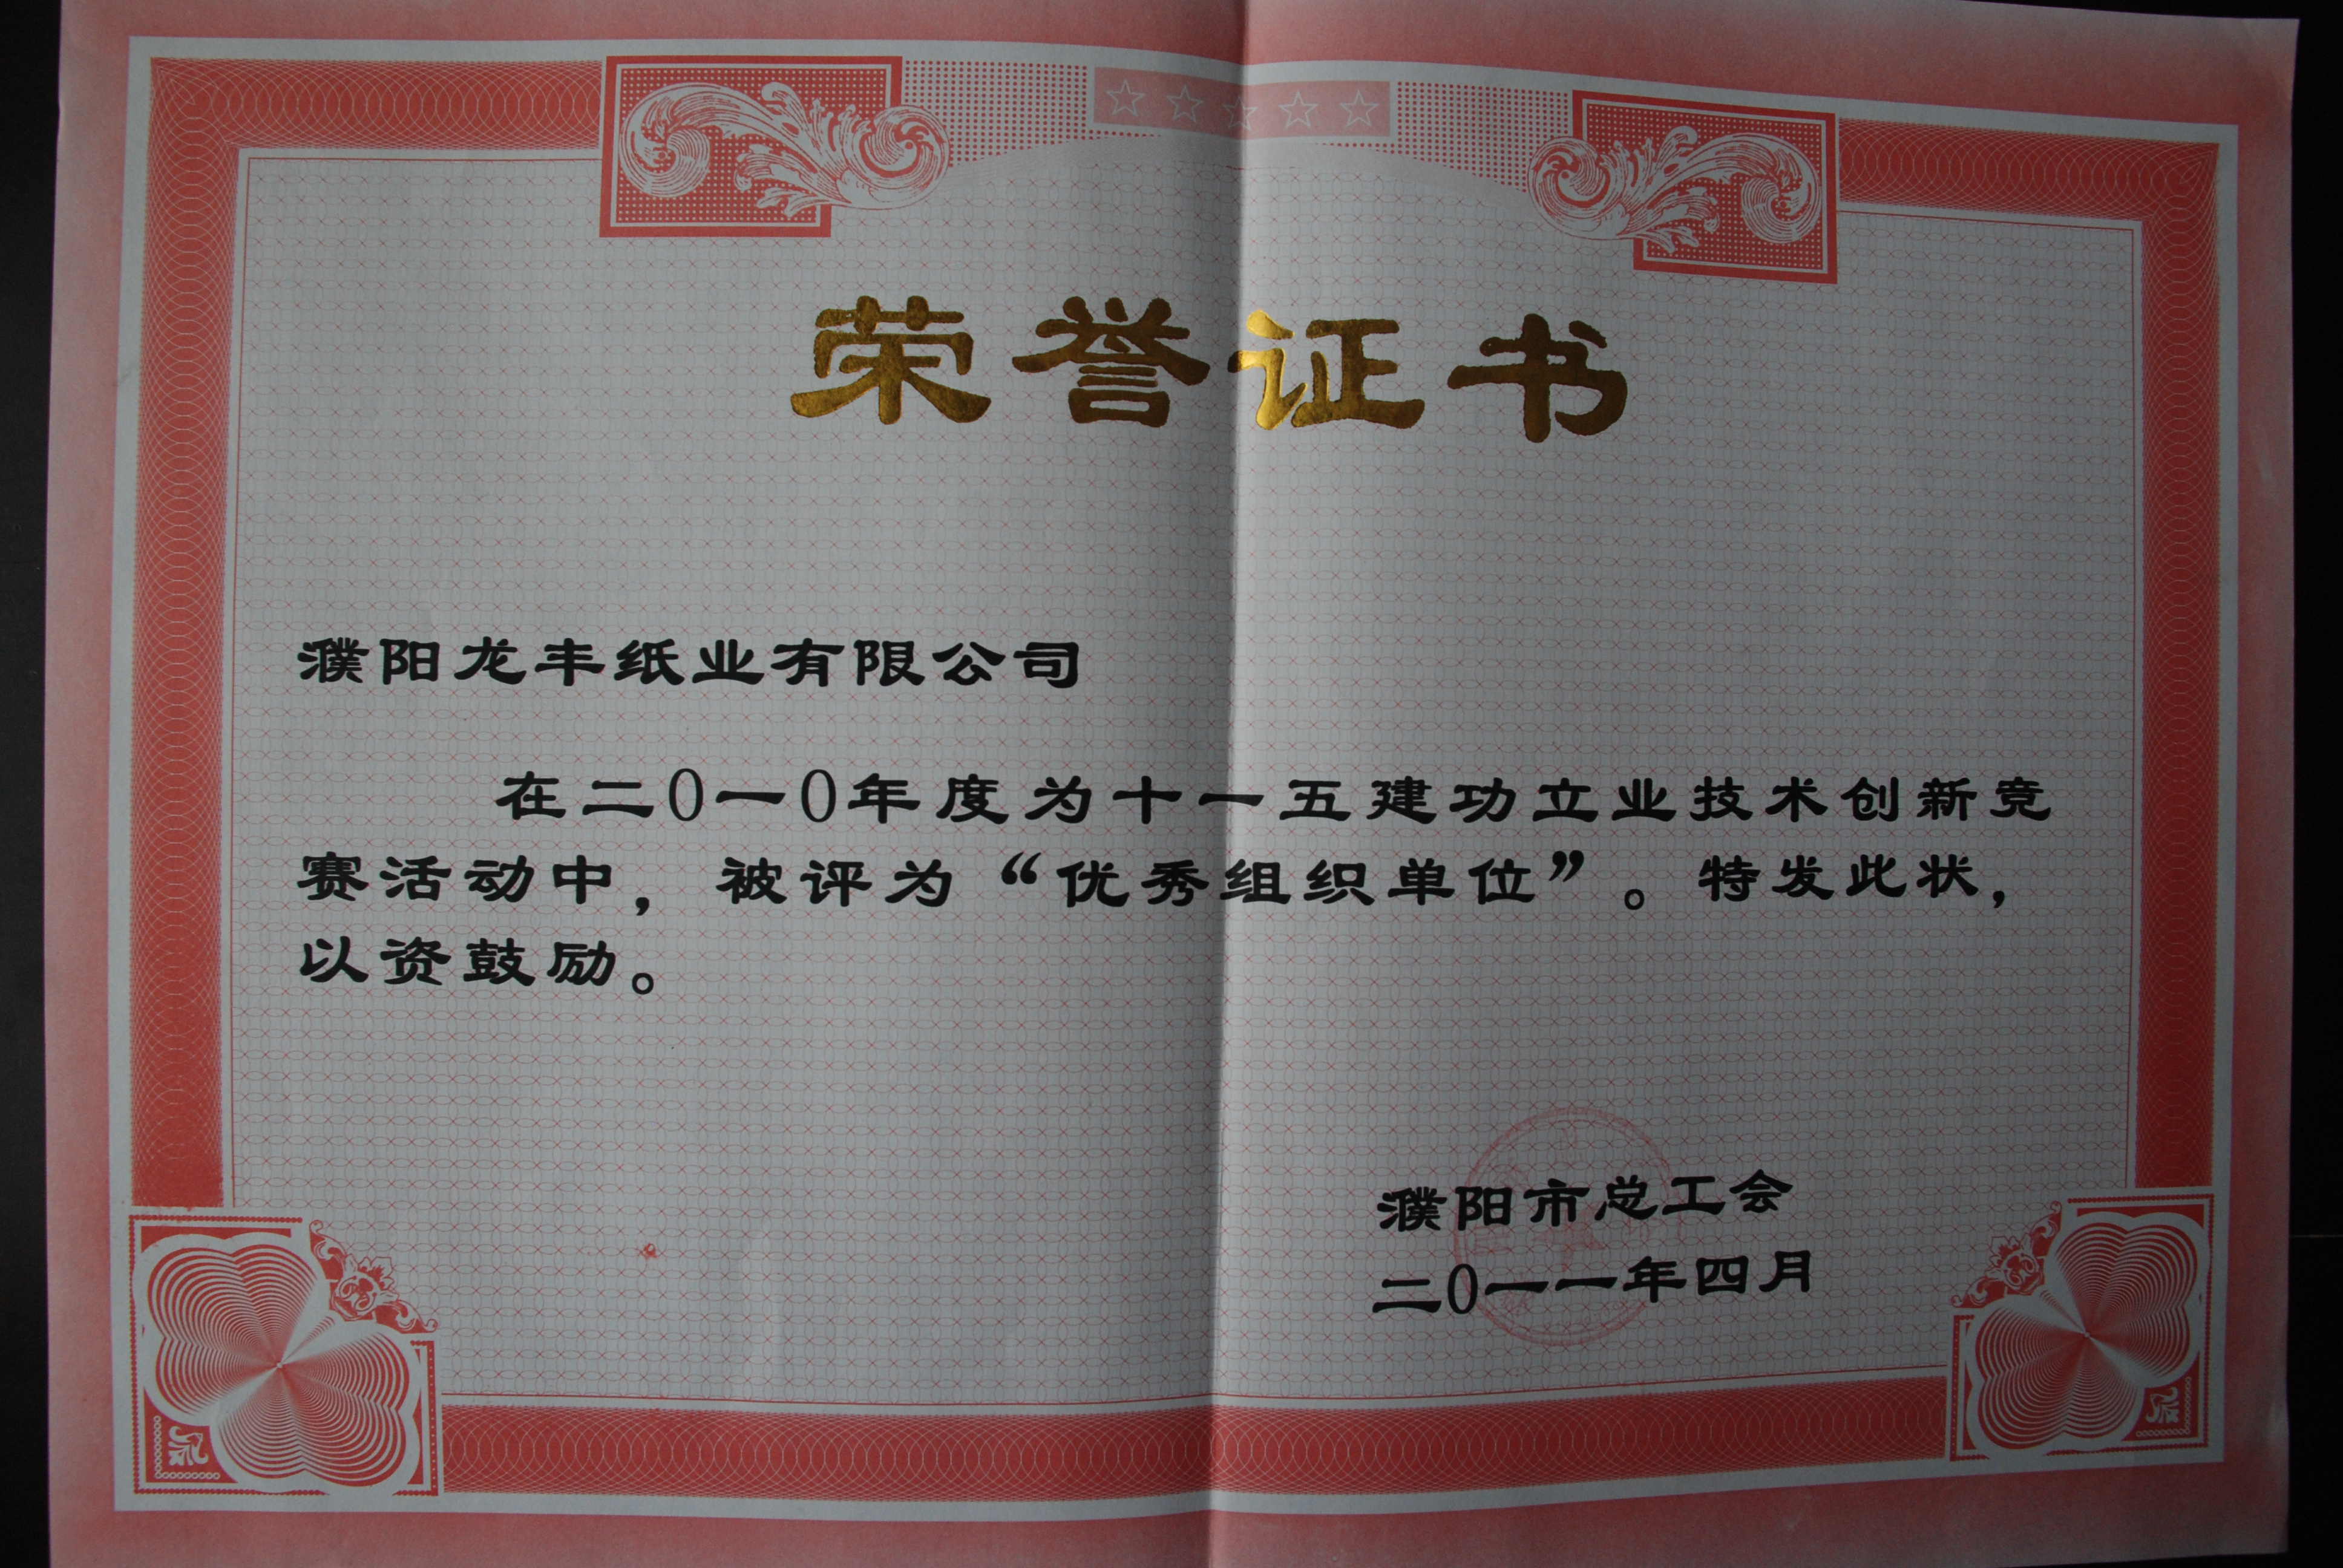 荣誉证书
濮阳龙丰纸业有限公司
在二0一0年度为十一五建功立业技术创新竞
赛活动中，被评为“优秀组织单位”。特发此状，
以资鼓励。
濮阳市总工会
二0一一年四月